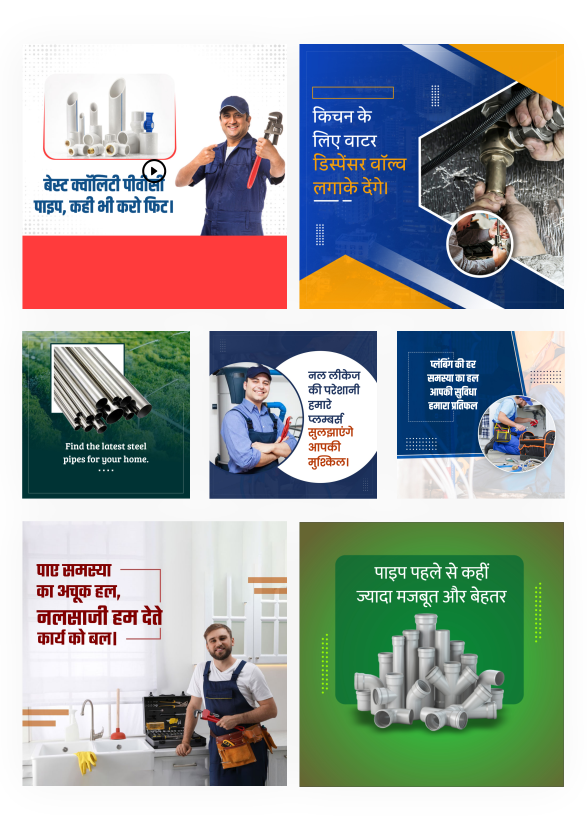 बेस्ट क्वॉलिटी पीवीसी
पाइप, कही भी करो फिट।
किचन के
लिए वाटर
डिस्पेंसर वॉल्व
लगाके देंगे।
Find the latest steel
pipes for your home.
नल लीकेज
की परेशानी
हमारे
प्लम्बर्स
सुलझाएंगे
आपकी
मुश्किल।
प्लंबिंग की हर
समस्या का हल
आपकी सुविधा
हमारा प्रतिफल
पाए समस्या
का अचूक हल,
नलसाजी हम देते
कार्य को बल।
पाइप पहले से कहीं
ज्यादा मजबूत और बेहतर